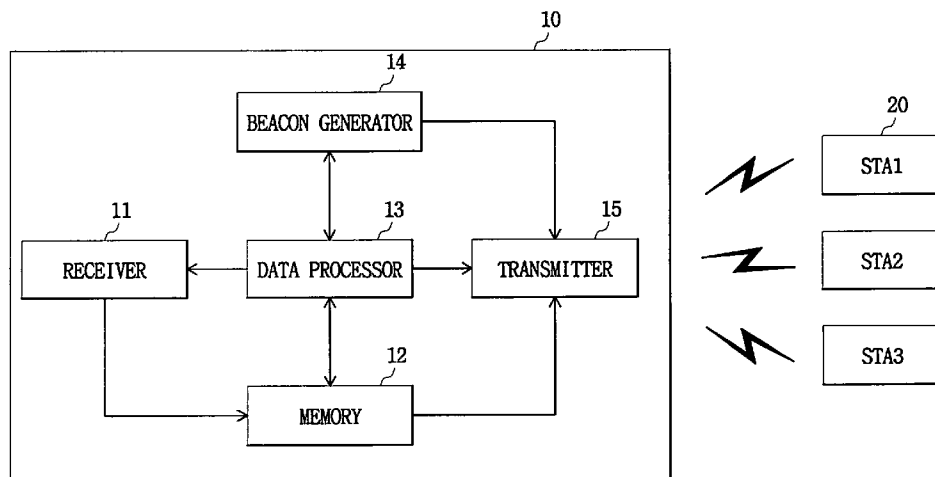 10
14
BEACON GENERATOR
20
STA1
11
13
15
RECEIVER
DATA PROCESSOR
TRANSMITTER
STA2
12
MEMORY
STA3